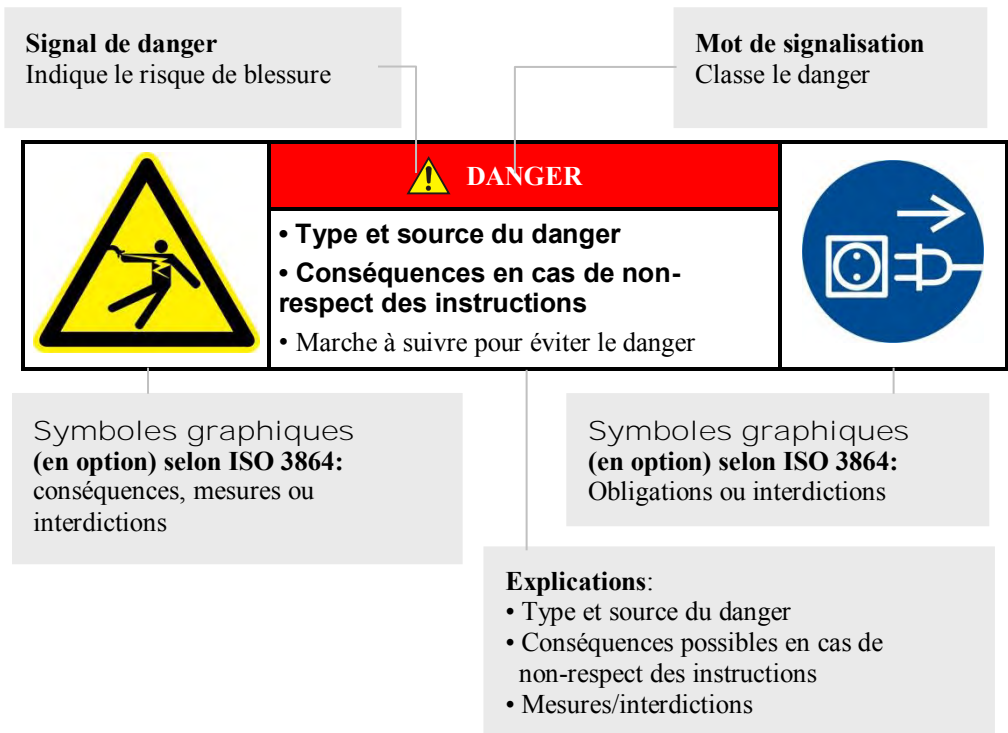 Signal de danger
Indique le risque de blessure
Mot de signalisation
Classe le danger
DANGER
• Type et source du danger
• Conséquences en cas de non-
respect des instructions
• Marche à suivre pour éviter le danger
Symboles graphiques
(en option) selon ISO 3864:
conséquences, mesures ou
interdictions
Symboles graphiques
(en option) selon ISO 3864:
Obligations ou interdictions
Explications:
• Type et source du danger
• Conséquences possibles en cas de
non-respect des instructions
• Mesures/interdictions